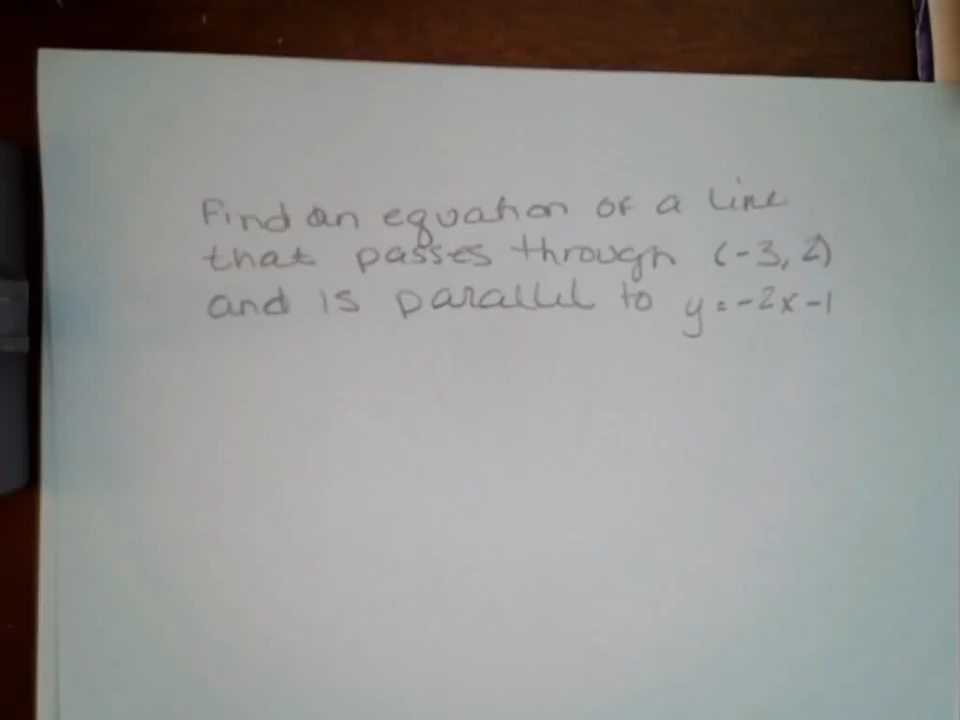 Find an equation of a line
that passes through (-3, 2)
and is parallel to y = -2x - 1